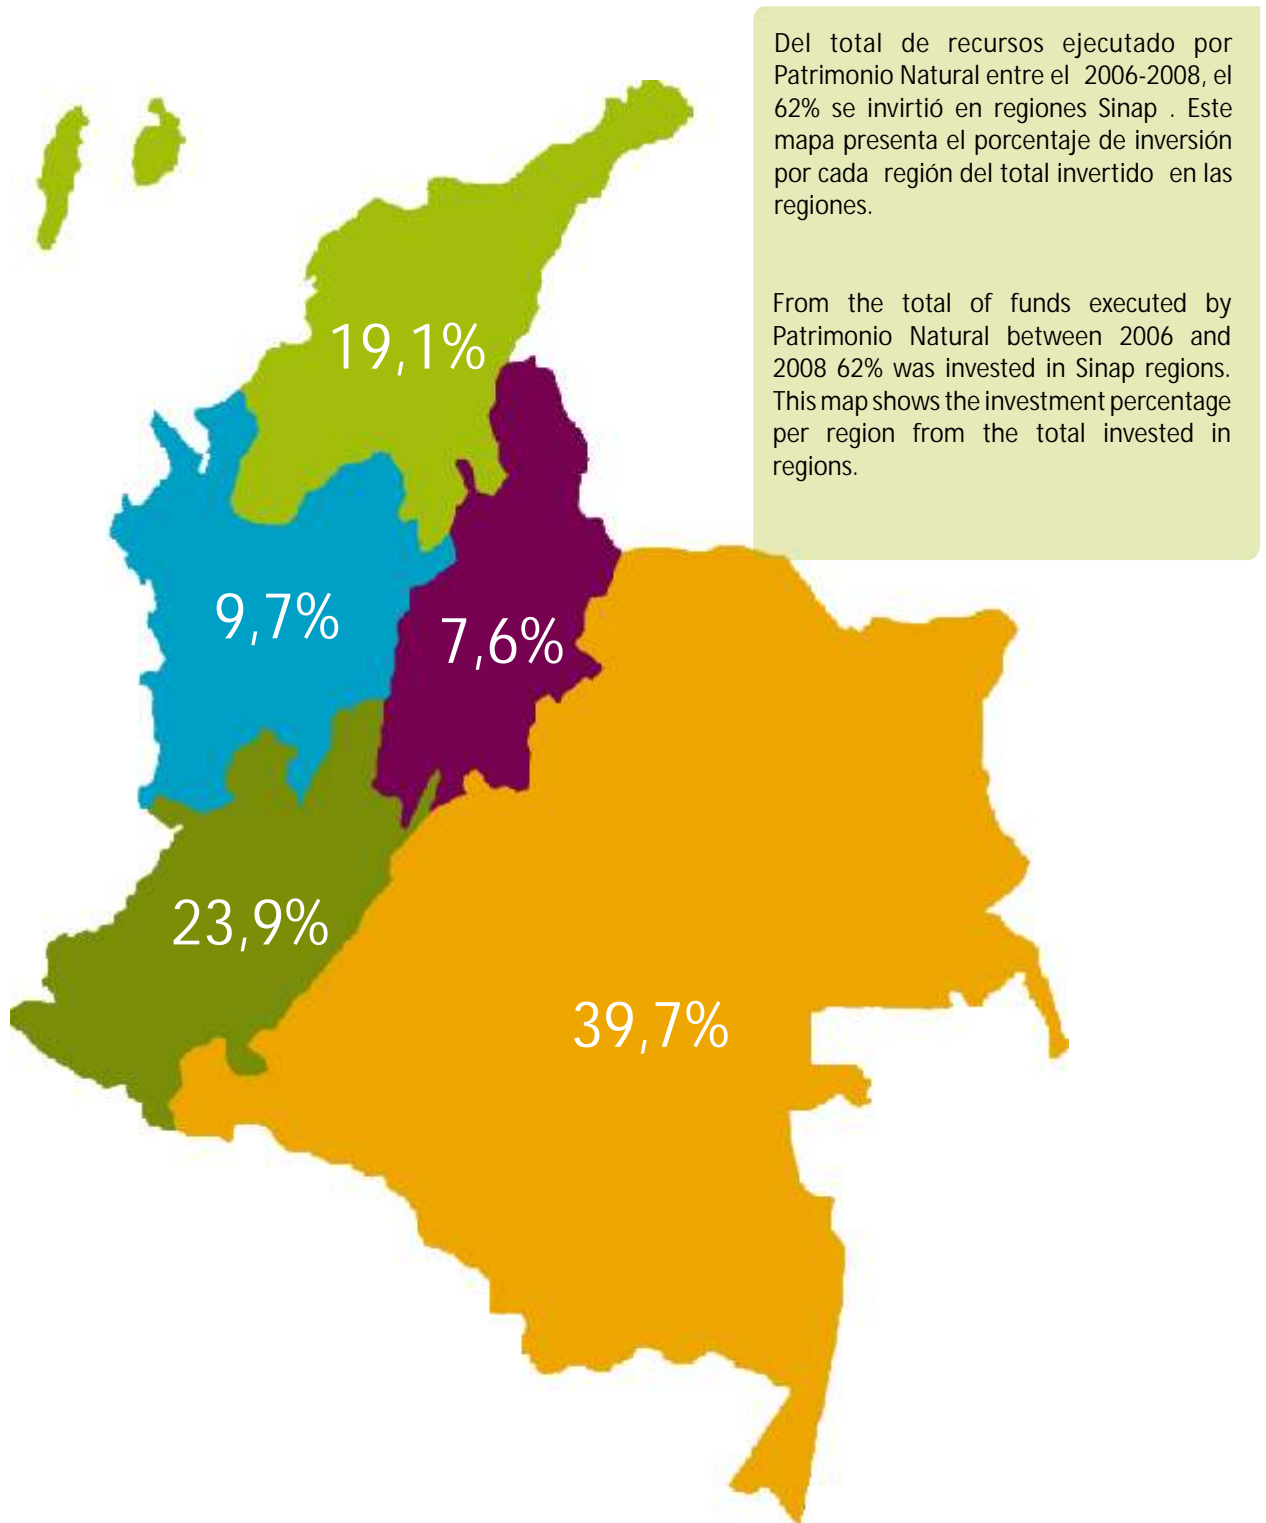 Del total de recursos ejecutado por
Patrimonio Natural entre el 2006-2008, el
62% se invirtió en regiones Sinap . Este
mapa presenta el porcentaje de inversión
por cada región del total invertido en las
regiones.
From the total of funds executed by
Patrimonio Natural between 2006 and
2008 62% was invested in Sinap regions.
This map shows the investment percentage
per region from the total invested in
regions.
19,1%
9,7%
7,6%
23,9%
39,7%